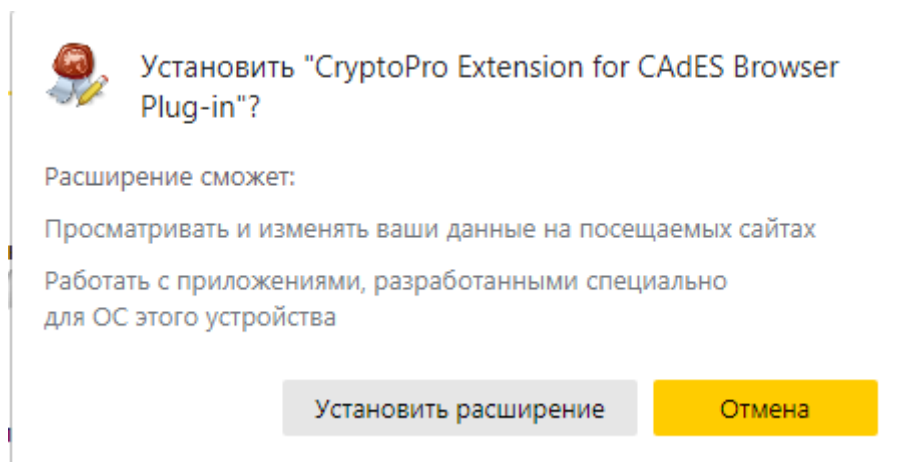 Установить "CryptoPro Extension for CAdES Browser
Plug-in"?
Расширение сможет:
Просматривать и изменять ваши данные на посещаемых сайтах
Работать с приложениями, разработанными специально
для ОС этого устройства
Установить расширение
Отмена